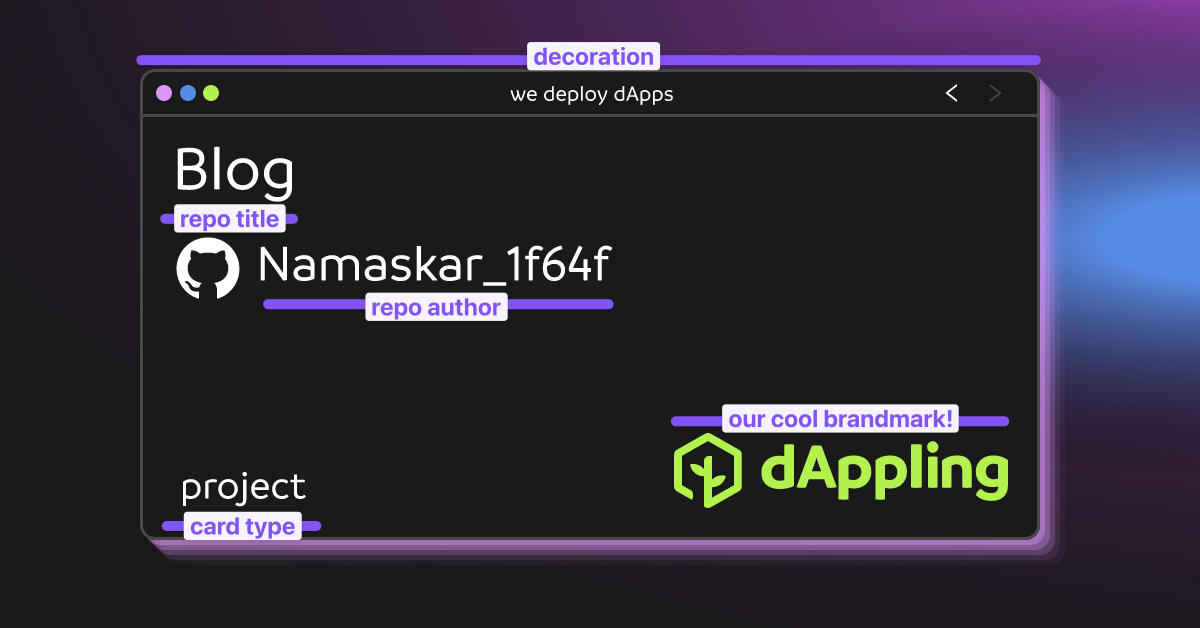 decoration
we deploy dApps
Blog
repo title
Namaskar_1f64f
repo author
our cool brandmark!
dAppling
project
card type